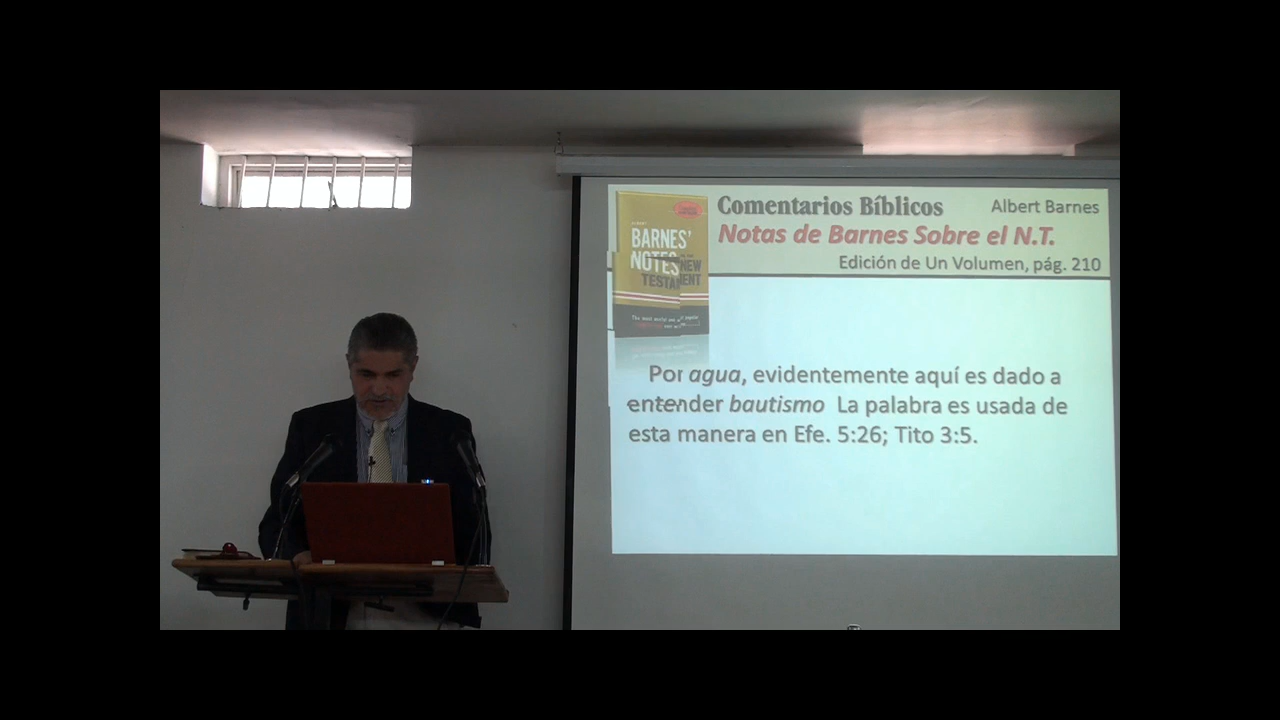 Comentarios Bíblicos
Albert Barnes
Notas de Barnes Sobre el N.T.
Edición de Un Volumen, pág. 210
BARNES'
NOTES
NEW
TESTAMENT
Por agua, evidentemente aquí es dado a
entender bautismo La palabra es usada de
esta manera en Efe. 5:26; Tito 3:5.